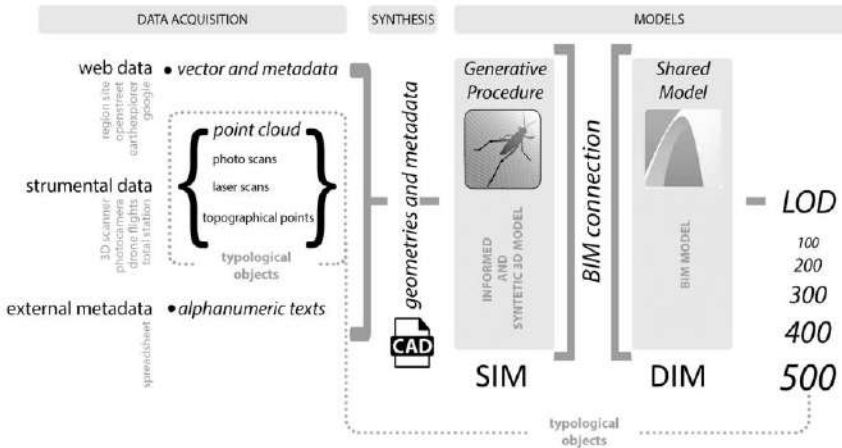 DATA ACQUISITION
SYNTHESIS
MODELS
web data
• vector and metadata
region site
openstreet
earthexplorer
google
point cloud
photo scans
laser scans
topographical points
strumental data
3D scanner
photocamera
drone flights
total station
typological
objects
external metadata
• alphanumeric texts
spreadsheet
geometries and metadata
CAD
Generative
Procedure
INFORMED
AND
SYNTETIC 3D MODEL
SIM
BIM connection
Shared
Model
BIM MODEL
DIM
LOD
100
200
300
400
500
typological
objects